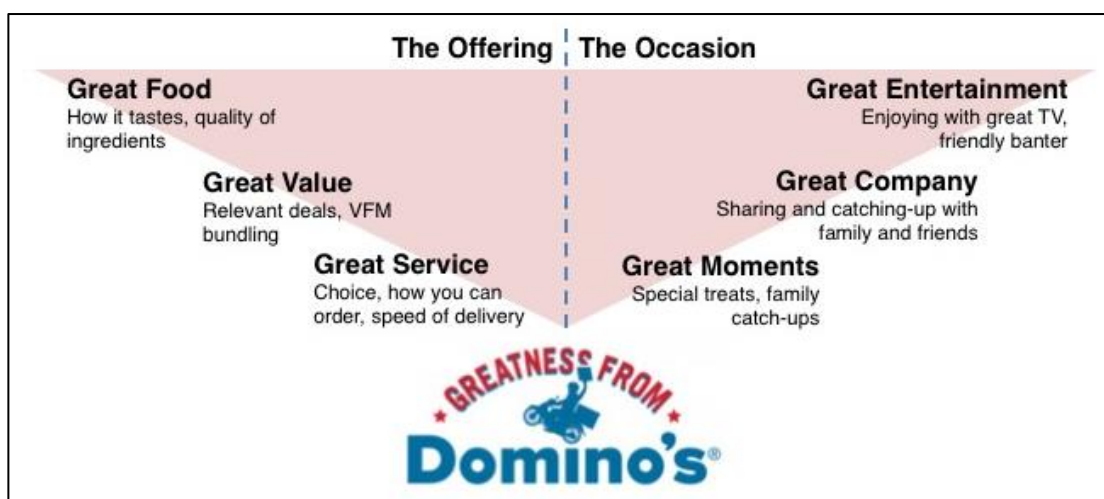 The Offering
The Occasion
Great Food
How it tastes, quality of
ingredients
Great Value
Relevant deals, VFM
bundling
Great Service
Choice, how you can
order, speed of delivery
Great Entertainment
Enjoying with great TV,
friendly banter
Great Company
Sharing and catching-up with
family and friends
Great Moments
Special treats, family
catch-ups
GREATNESS FROM
Domino's®